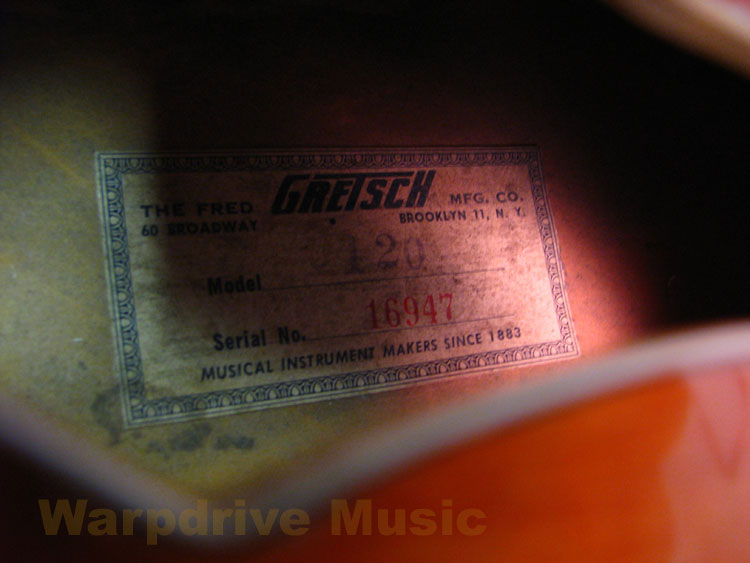 THE FRED GRETSCH MFG. CO.
60 BROADWAY BROOKLYN 11, N. Y.
Model 6120
Serial No. 16947
MUSICAL INSTRUMENT MAKERS SINCE 1883
Warpdrive Music